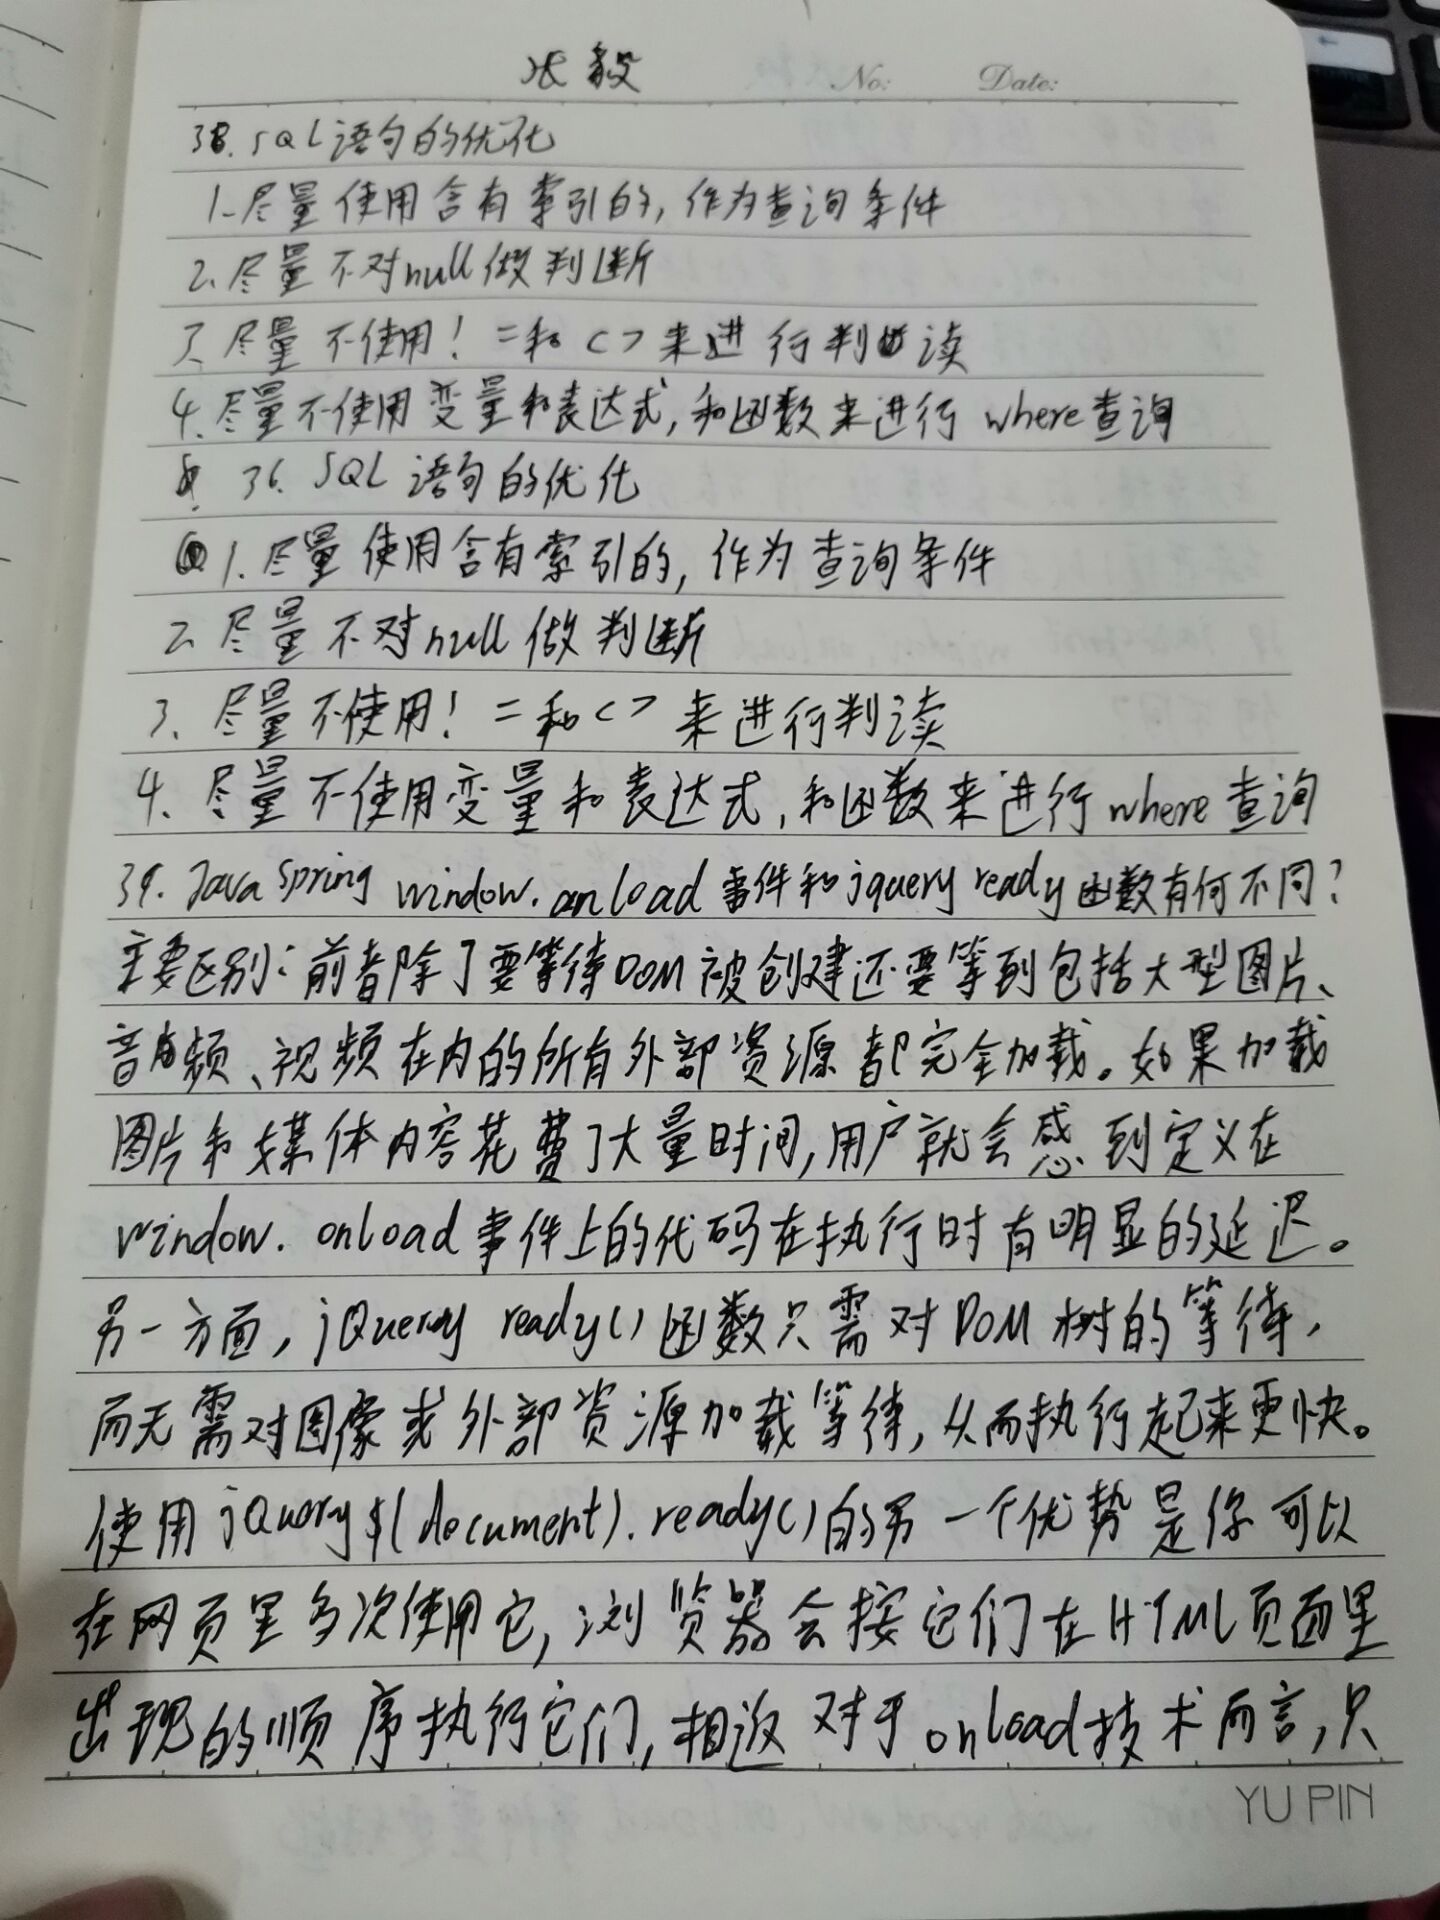 张毅 No: Date:
38. SQL语句的优化
1. 尽量使用含有索引的, 作为查询条件
2. 尽量不对null做判断
3. 尽量不使用! =和<>来进行判读
4. 尽量不使用变量和表达式, 和函数来进行where查询
36. SQL语句的优化
1. 尽量使用含有索引的, 作为查询条件
2. 尽量不对null做判断
3. 尽量不使用! =和<>来进行判读
4. 尽量不使用变量和表达式, 和函数来进行where查询
39. Java Spring window.onload事件和jquery ready函数有何不同?
主要区别: 前者除了要等待DOM被创建还要等到包括大型图片、
音频、视频在内的所有外部资源都完全加载。如果加载
图片和媒体内容花费了大量时间, 用户就会感到定义在
window. onload事件上的代码在执行时有明显的延迟。
另一方面, jQuery ready()函数只需对DOM树的等待,
而无需对图像或外部资源加载等待, 从而执行起来更快。
使用jQuery $(document).ready()的另一个优势是你可以
在网页里多次使用它, 浏览器会按它们在HTML页面里
出现的顺序执行它们, 相返对于onload技术而言, 只
YU PIN